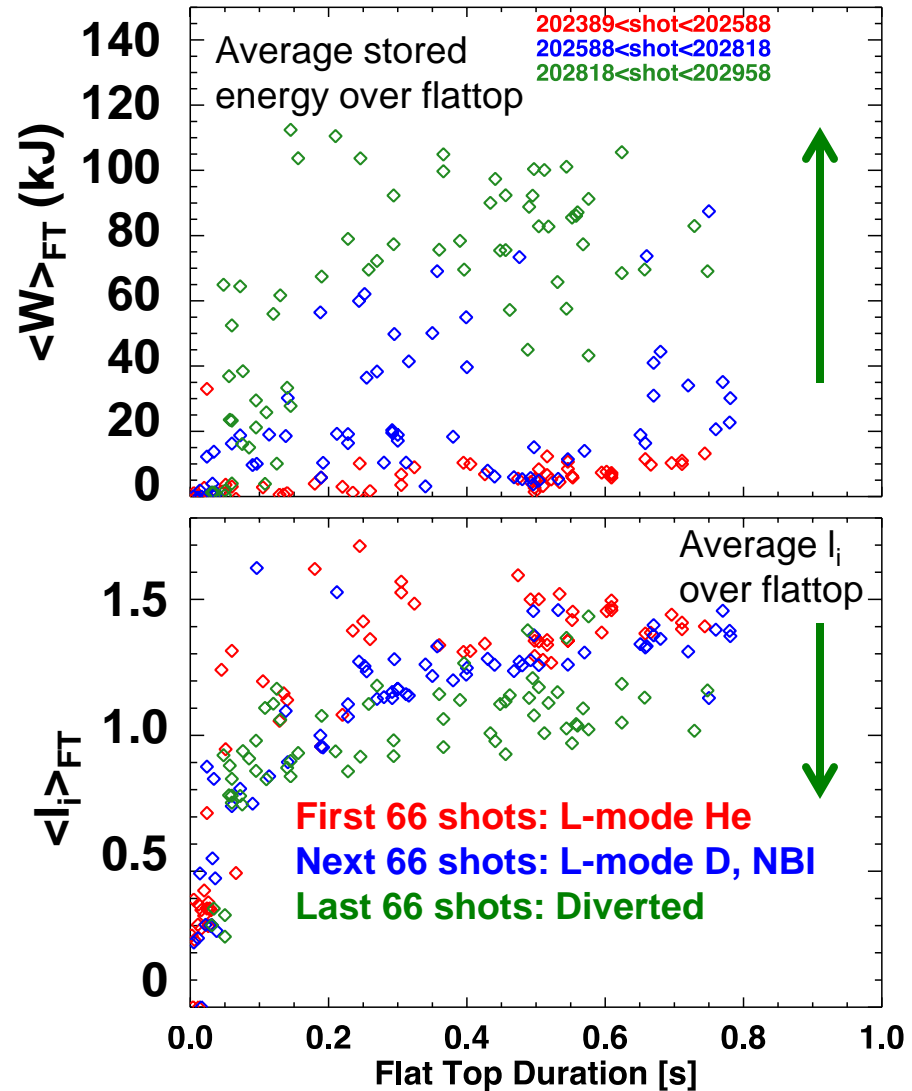 202389<shot<202588
202588<shot<202818
202818<shot<202958
Average stored
energy over flattop
<W>FT (kJ)
140
120
100
80
60
40
20
0
Average li
over flattop
<li>FT
1.5
1.0
0.5
0
First 66 shots: L-mode He
Next 66 shots: L-mode D, NBI
Last 66 shots: Diverted
0.0 0.2 0.4 0.6 0.8 1.0
Flat Top Duration [s]